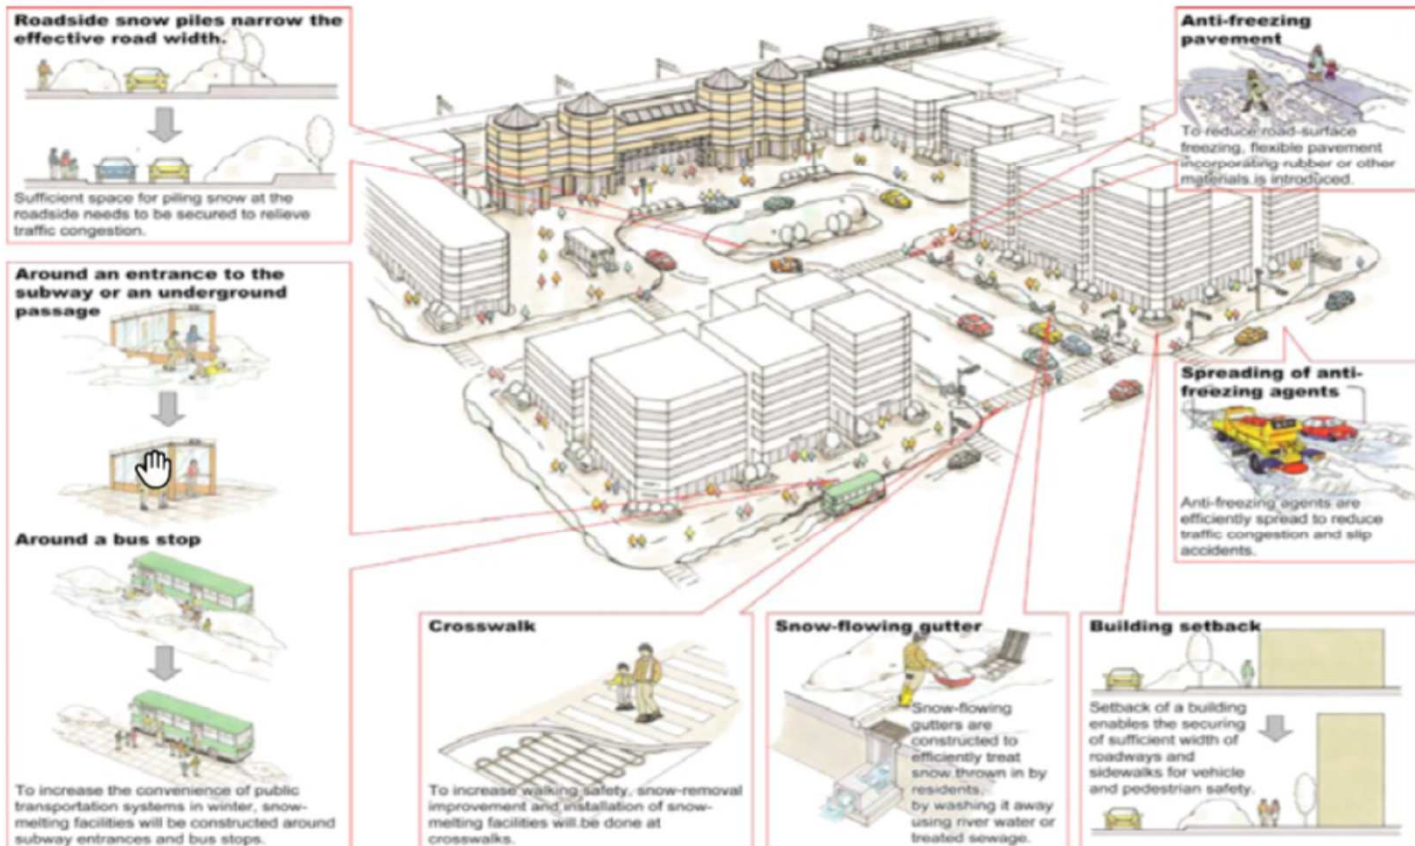 Roadside snow piles narrow the
effective road width.
Sufficient space for piling snow at the
roadside needs to be secured to relieve
traffic congestion.
Around an entrance to the
subway or an underground
passage
Around a bus stop
To increase the convenience of public
transportation systems in winter, snow-
melting facilities will be constructed around
subway entrances and bus stops.
Crosswalk
To increase walking safety, snow-removal
improvement and installation of snow-
melting facilities will be done at
crosswalks.
Snow-flowing gutter
Snow-flowing
gutters are
constructed to
efficiently treat
snow thrown in by
residents,
by washing it away
using river water or
treated sewage.
Building setback
Setback of a building
enables the securing
of sufficient width of
roadways and
sidewalks for vehicle
and pedestrian safety.
Anti-freezing
pavement
To reduce road-surface
freezing, flexible pavement
incorporating rubber or other
materials is introduced.
Spreading of anti-
freezing agents
Anti-freezing agents are
efficiently spread to reduce
traffic congestion and slip
accidents.